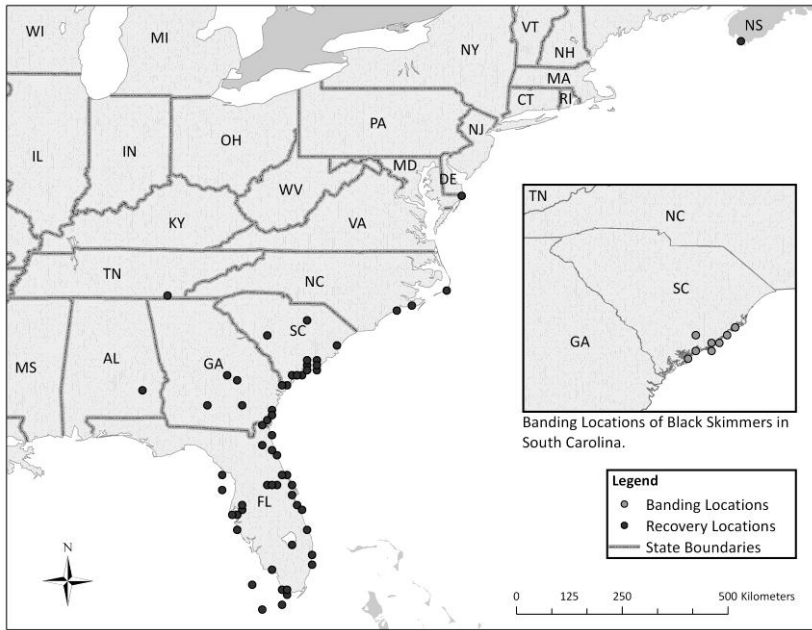 WI
MI
NY
VT
NH
NS
MA
CT
RI
PA
NJ
OH
IN
IL
MD
DE
WV
VA
KY
TN
NC
SC
GA
AL
MS
FL
TN
NC
SC
GA
Banding Locations of Black Skimmers in
South Carolina.
Legend
Banding Locations
Recovery Locations
State Boundaries
N
0 125 250 500 Kilometers